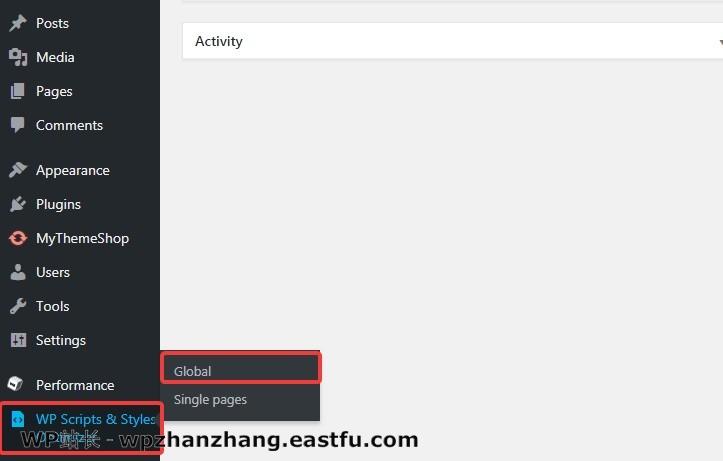 Posts
Media
Pages
Comments
Appearance
Plugins
MyThemeShop
Users
Tools
Settings
Performance
WP Scripts & Styles
Activity
Global
Single pages
WP站长 - wpzhanzhang.eastfu.com